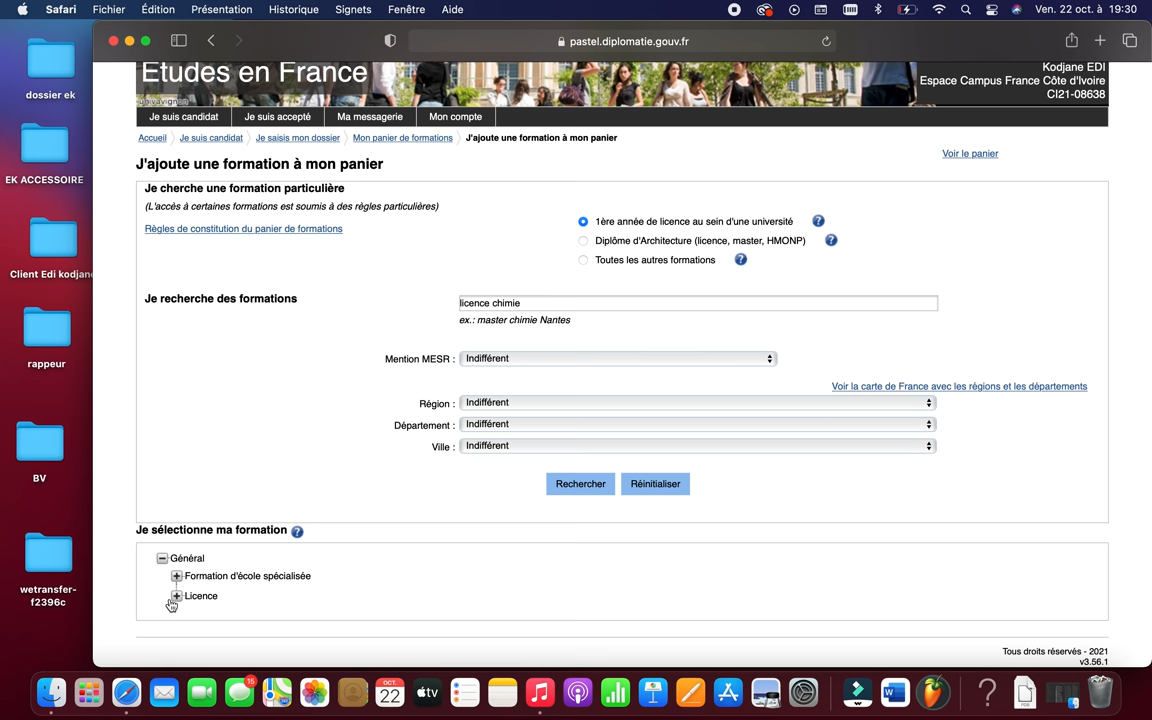 Safari Fichier Édition Présentation Historique Signets Fenêtre Aide Ven. 22 oct. à 19:30
pastel.diplomatie.gouv.fr
dossier ek
EK ACCESSOIRE
Client Edi kodjane
rappeur
BV
wetransfer-
f2396c
Études en France
univavignon
Kodjane EDI
Espace Campus France Côte d'Ivoire
CI21-08638
Je suis candidat Je suis accepté Ma messagerie Mon compte
Accueil Je suis candidat Je saisis mon dossier Mon panier de formations J'ajoute une formation à mon panier
Voir le panier
J'ajoute une formation à mon panier
Je cherche une formation particulière
(L'accès à certaines formations est soumis à des règles particulières)
Règles de constitution du panier de formations
1ère année de licence au sein d'une université ?
Diplôme d'Architecture (licence, master, HMONP) ?
Toutes les autres formations ?
Je recherche des formations
licence chimie
ex.: master chimie Nantes
Mention MESR : Indifférent
Voir la carte de France avec les régions et les départements
Région : Indifférent
Département : Indifférent
Ville : Indifférent
Rechercher Réinitialiser
Je sélectionne ma formation ?
Général
Formation d'école spécialisée
Licence
Tous droits réservés - 2021
v3.56.1
15
OCT.
22
tv
W
?